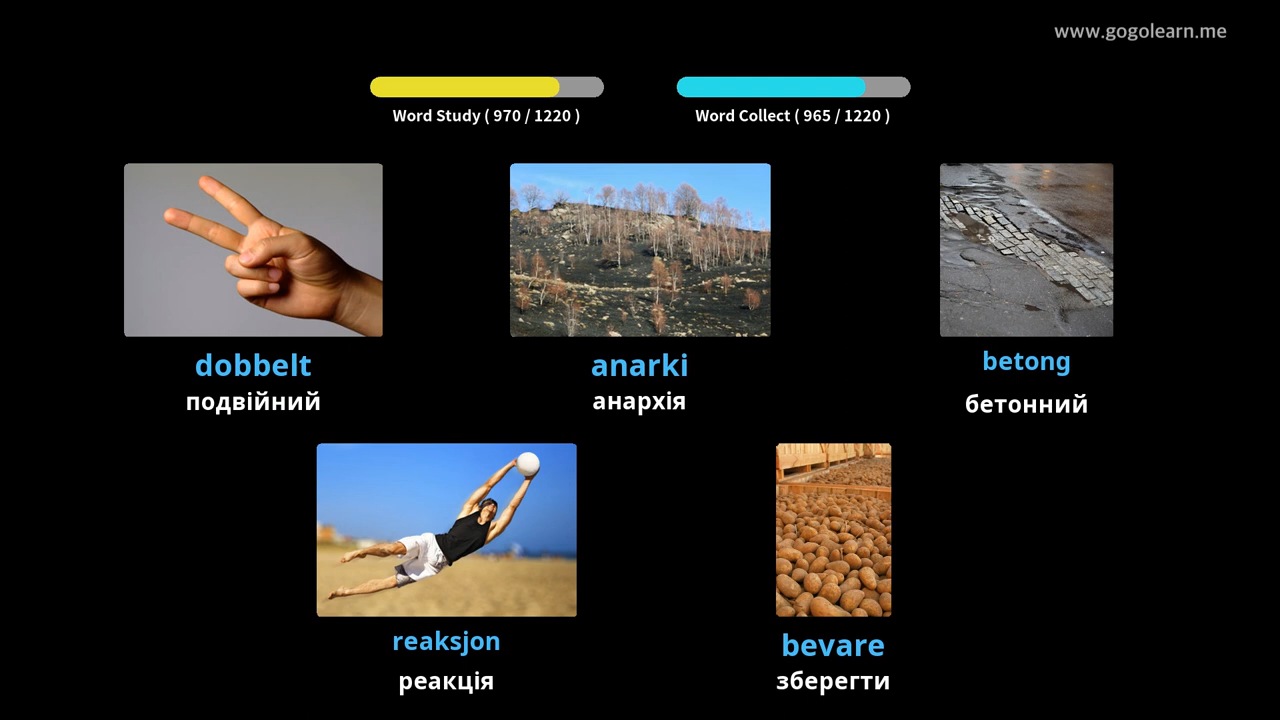 www.gogolearn.me
Word Study ( 970 / 1220 )
Word Collect ( 965 / 1220 )
dobbelt
подвійний
anarki
анархія
betong
бетонний
reaksjon
реакція
bevare
зберегти